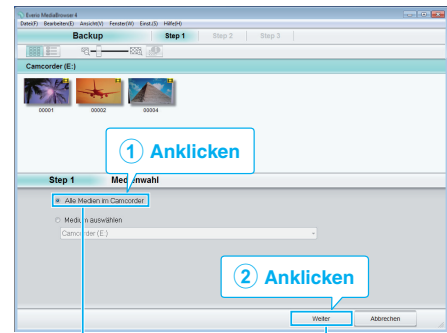 Everio MediaBrowser 4
Datei(F) Bearbeiten(E) Ansicht(V) Fenster(W) Einst.(S) Hilfe(H)
Backup Step 1 Step 2 Step 3
Camcorder (E:)
00001 00002 00004
1 Anklicken
Step 1 Medienwahl
Alle Medien im Camcorder
Medium auswählen
Camcorder (E:)
2 Anklicken
Weiter Abbrechen